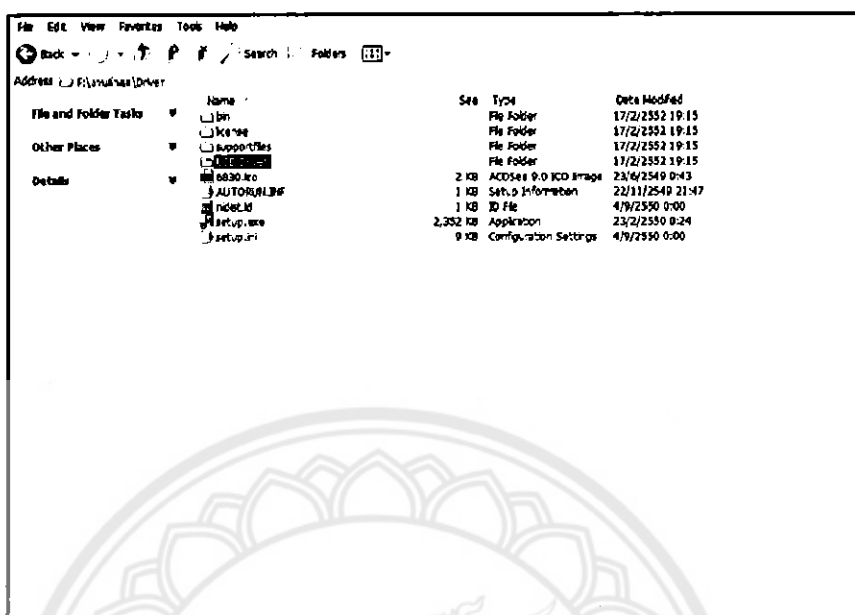 File Edit View Favorites Tools Help
Back Search Folders
Address F:\ \Driver
File and Folder Tasks
Other Places
Details
Name Size Type Date Modified
bin File Folder 17/2/2552 19:15
license File Folder 17/2/2552 19:15
supportfiles File Folder 17/2/2552 19:15
File Folder 17/2/2552 19:15
6830.ico 2 KB ACDSee 9.0 ICO Image 23/6/2549 0:43
AUTORUN.INF 1 KB Setup Information 22/11/2549 21:47
nidist.id 1 KB ID File 4/9/2550 0:00
setup.exe 2,352 KB Application 23/2/2550 0:24
setup.ini 9 KB Configuration Settings 4/9/2550 0:00